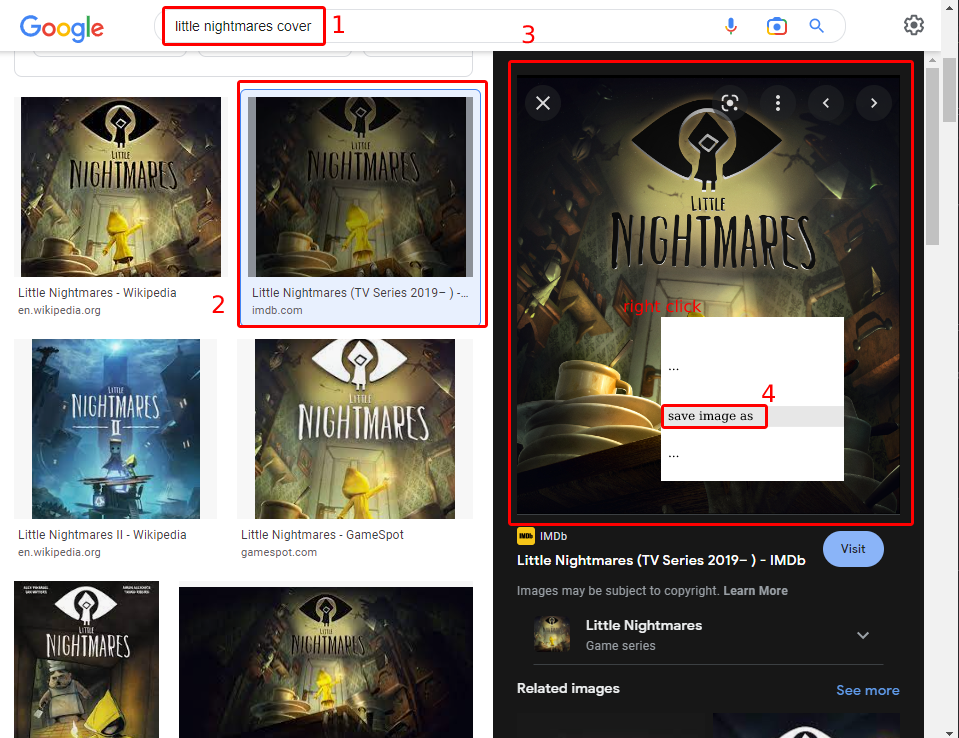 Google
little nightmares cover
1
3
LITTLE
NIGHTMARES
Little Nightmares - Wikipedia
en.wikipedia.org
2
LITTLE
NIGHTMARES
Little Nightmares (TV Series 2019– ) -...
imdb.com
LITTLE
NIGHTMARES
II
Little Nightmares II - Wikipedia
en.wikipedia.org
LITTLE
NIGHTMARES
Little Nightmares - GameSpot
gamespot.com
LITTLE
NIGHTMARES
LITTLE
NIGHTMARES
LITTLE
NIGHTMARES
right click
...
4
save image as
...
IMDb
IMDb
Little Nightmares (TV Series 2019– ) - IMDb
Visit
Images may be subject to copyright. Learn More
Little Nightmares
Game series
Related images
See more